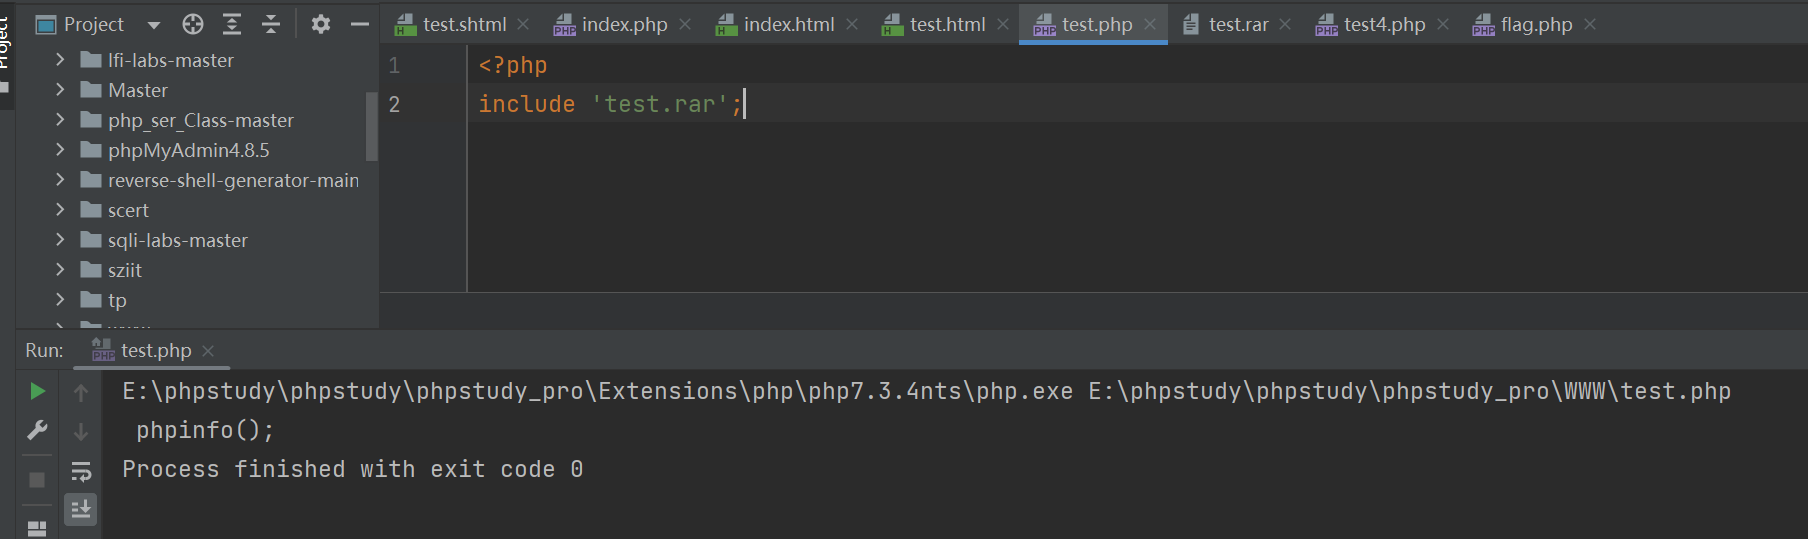 Project
Project
test.shtml
index.php
index.html
test.html
test.php
test.rar
test4.php
flag.php
lfi-labs-master
Master
php_ser_Class-master
phpMyAdmin4.8.5
reverse-shell-generator-main
scert
sqli-labs-master
sziit
tp
1 <?php
2 include 'test.rar';
Run: test.php
E:\phpstudy\phpstudy\phpstudy_pro\Extensions\php\php7.3.4nts\php.exe E:\phpstudy\phpstudy\phpstudy_pro\WWW\test.php
phpinfo();
Process finished with exit code 0